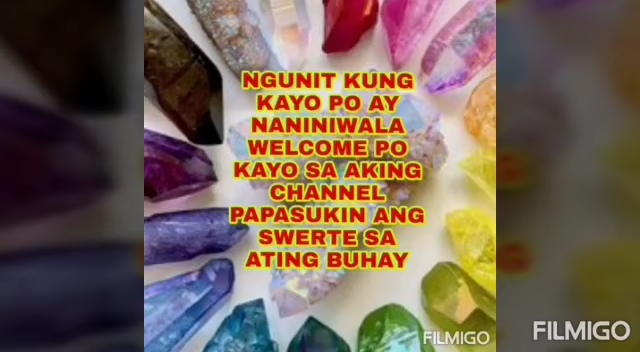 NGUNIT KUNG
KAYO PO AY
NANINIWALA
WELCOME PO
KAYO SA AKING
CHANNEL
PAPASUKIN ANG
SWERTE SA
ATING BUHAY
FILMIGO
FILMIGO